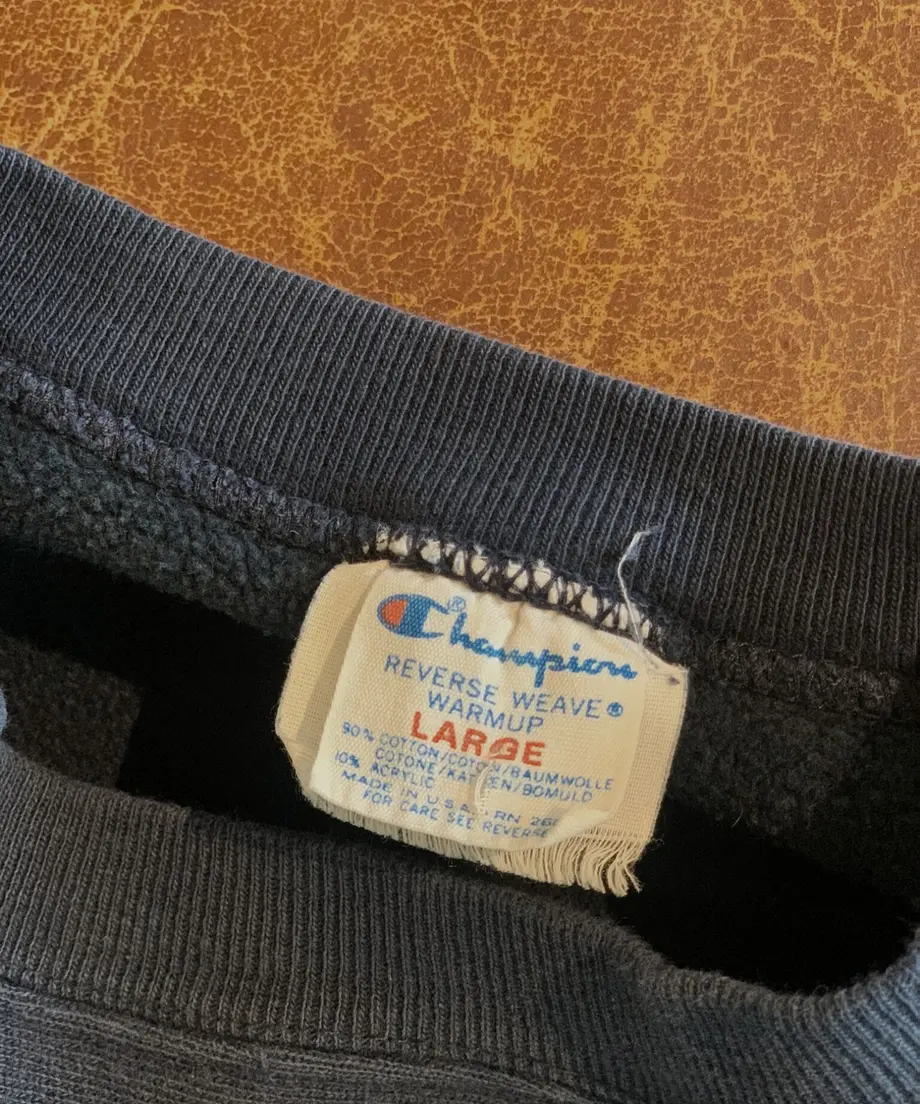 Champion®
REVERSE WEAVE®
WARMUP
LARGE
90% COTTON/COTON/BAUMWOLLE
COTONE/KATOEN/BOMULD
10% ACRYLIC
MADE IN U.S.A. RN
FOR CARE SEE REVERSE